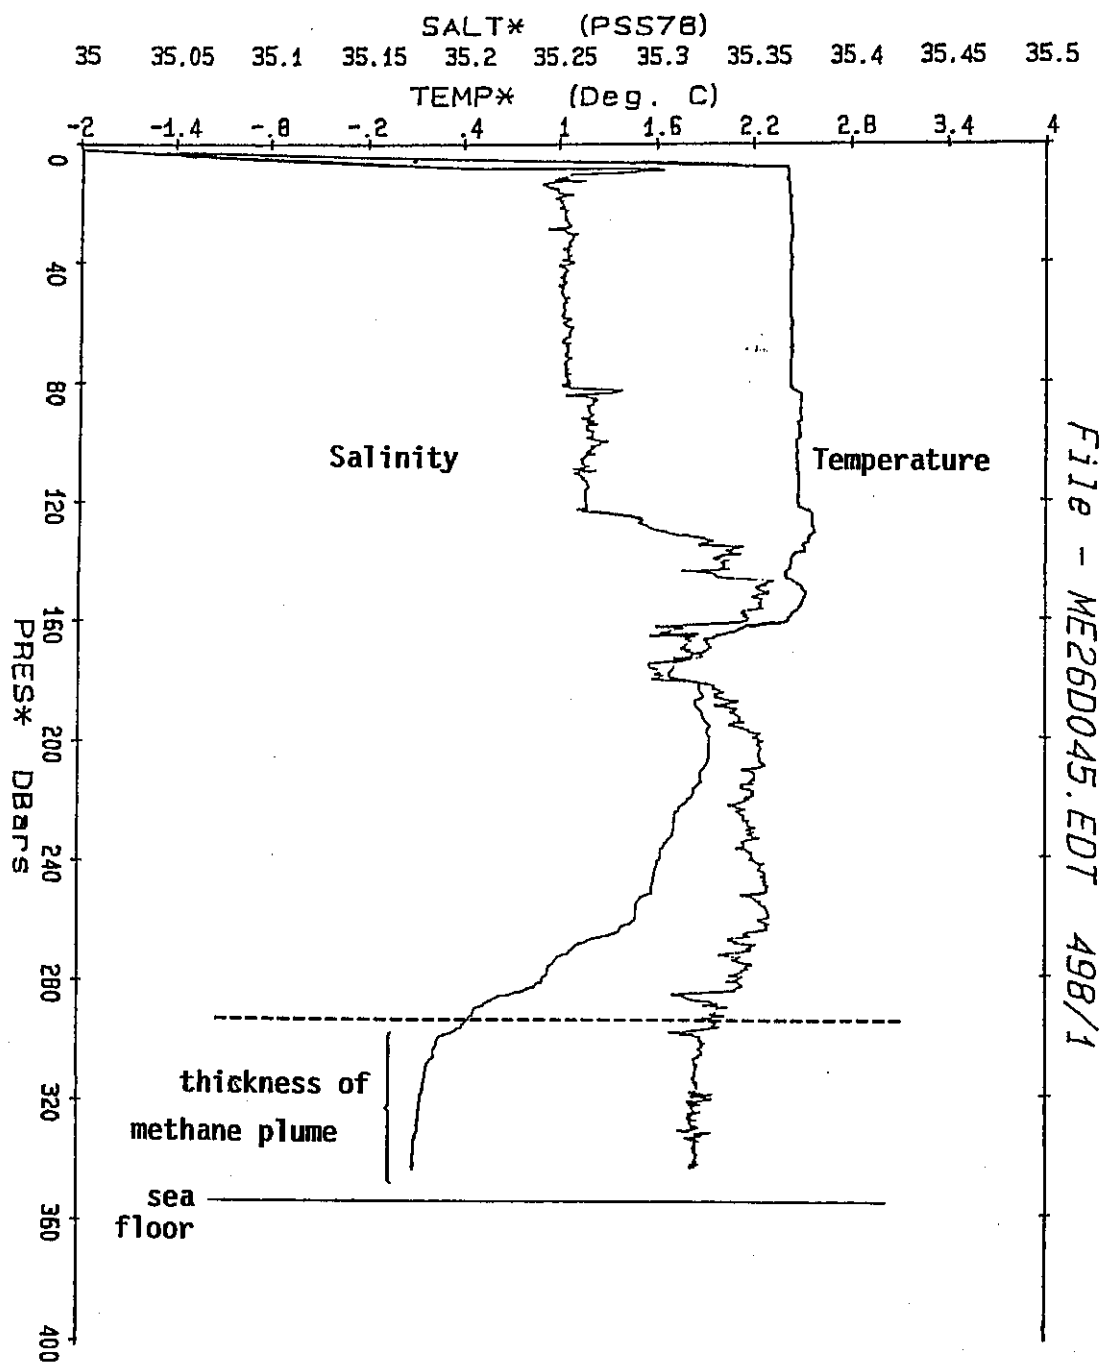 SALT* (PSS78)
35 35.05 35.1 35.15 35.2 35.25 35.3 35.35 35.4 35.45 35.5
TEMP* (Deg. C)
-2 -1.4 -.8 -.2 .4 1 1.6 2.2 2.8 3.4 4
0
40
80
120
160
200
240
280
320
360
400
PRES* DBars
Salinity
Temperature
thickness of
methane plume
sea
floor
File - ME26D045.EDT 498/1